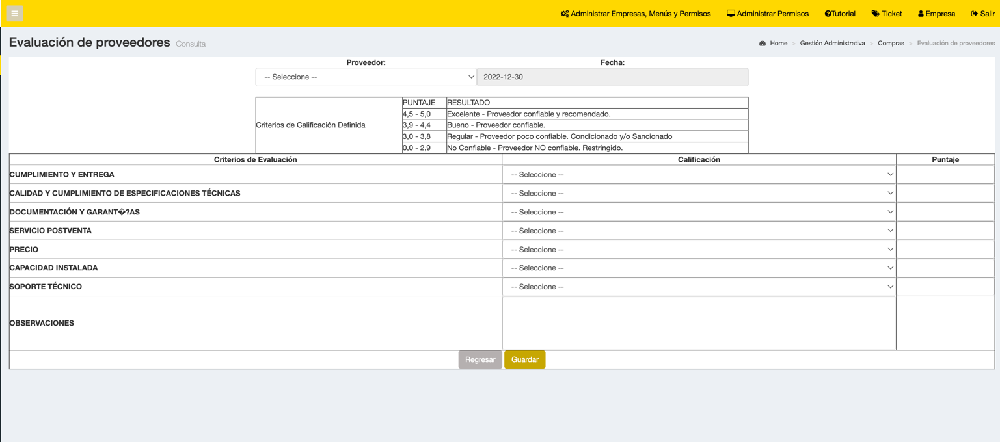 Administrar Empresas, Menús y Permisos Administrar Permisos Tutorial Ticket Empresa Salir
Evaluación de proveedores Consulta
Home > Gestión Administrativa > Compras > Evaluación de proveedores
Proveedor: Fecha:
-- Seleccione -- 2022-12-30
PUNTAJE RESULTADO
4,5 - 5,0 Excelente - Proveedor confiable y recomendado.
Criterios de Calificación Definida 3,9 - 4,4 Bueno - Proveedor confiable.
3,0 - 3,8 Regular - Proveedor poco confiable. Condicionado y/o Sancionado
0,0 - 2,9 No Confiable - Proveedor NO confiable. Restringido.
Criterios de Evaluación Calificación Puntaje
CUMPLIMIENTO Y ENTREGA -- Seleccione --
CALIDAD Y CUMPLIMIENTO DE ESPECIFICACIONES TÉCNICAS -- Seleccione --
DOCUMENTACIÓN Y GARANT�?AS -- Seleccione --
SERVICIO POSTVENTA -- Seleccione --
PRECIO -- Seleccione --
CAPACIDAD INSTALADA -- Seleccione --
SOPORTE TÉCNICO -- Seleccione --
OBSERVACIONES
Regresar Guardar